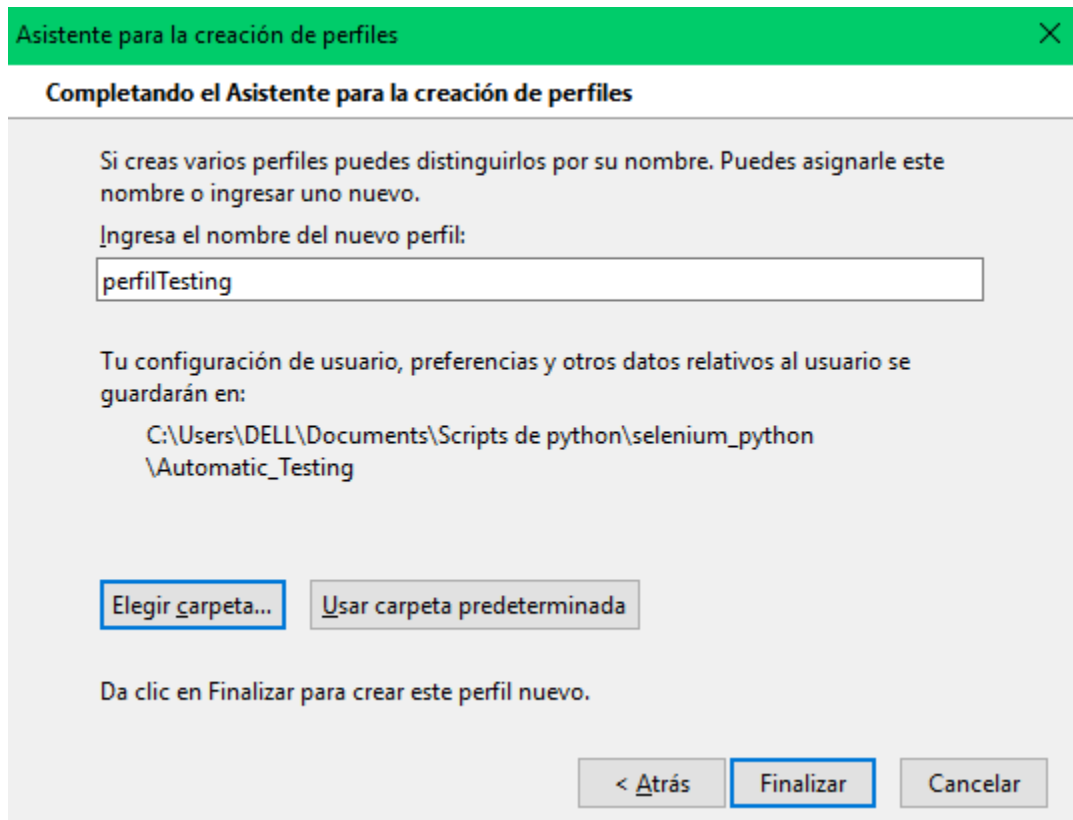 Asistente para la creación de perfiles
Completando el Asistente para la creación de perfiles
Si creas varios perfiles puedes distinguirlos por su nombre. Puedes asignarle este
nombre o ingresar uno nuevo.
Ingresa el nombre del nuevo perfil:
perfilTesting
Tu configuración de usuario, preferencias y otros datos relativos al usuario se
guardarán en:
C:\Users\DELL\Documents\Scripts de python\selenium_python
\Automatic_Testing
Elegir carpeta... Usar carpeta predeterminada
Da clic en Finalizar para crear este perfil nuevo.
< Atrás Finalizar Cancelar